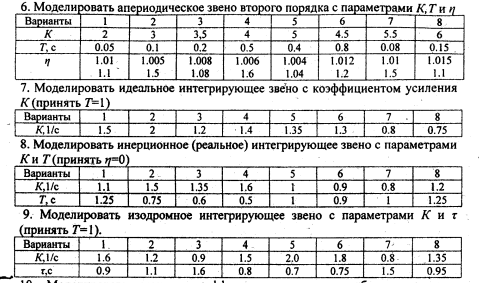 6. Моделировать апериодическое звено второго порядка с параметрами K,T и η
Варианты 1 2 3 4 5 6 7 8
K 2 3 3,5 4 5 4.5 5.5 6
T, с 0.05 0.1 0.2 0.5 0.4 0.8 0.08 0.15
η 1.01 1.005 1.008 1.006 1.004 1.012 1.01 1.015
1.1 1.5 1.08 1.6 1.04 1.2 1.5 1.1
7. Моделировать идеальное интегрирующее звено с коэффициентом усиления
K (принять T=1)
Варианты 1 2 3 4 5 6 7 8
K,1/с 1.5 2 1.2 1.4 1.35 1.3 0.8 0.75
8. Моделировать инерционное (реальное) интегрирующее звено с параметрами
K и T (принять η=0)
Варианты 1 2 3 4 5 6 7 8
K,1/с 1.1 1.5 1.35 1.6 1 0.9 0.8 1.2
T, с 1.25 0.75 0.6 0.5 1 0.9 1 1.25
9. Моделировать изодромное интегрирующее звено с параметрами K и τ
(принять T=1).
Варианты 1 2 3 4 5 6 7 8
K,1/с 1.6 1.2 0.9 1.5 2.0 1.8 0.8 1.35
τ,с 0.9 1.1 1.6 0.8 0.7 0.75 1.5 0.95